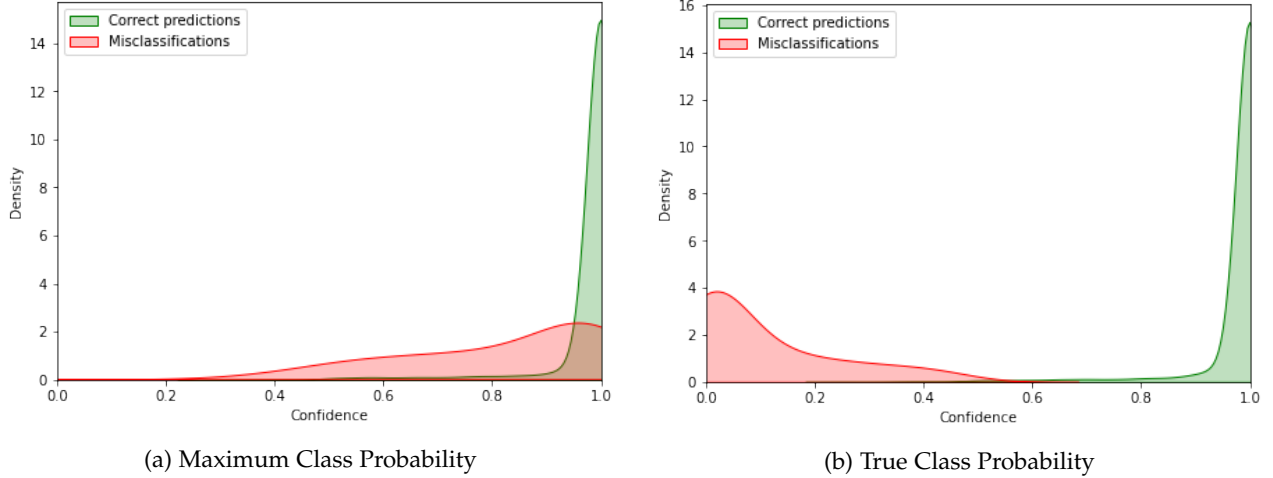 Correct predictions
Misclassifications
14
12
10
8
6
4
2
0
Density
0.0 0.2 0.4 0.6 0.8 1.0
Confidence
(a) Maximum Class Probability
Correct predictions
Misclassifications
16
14
12
10
8
6
4
2
0
Density
0.0 0.2 0.4 0.6 0.8 1.0
Confidence
(b) True Class Probability